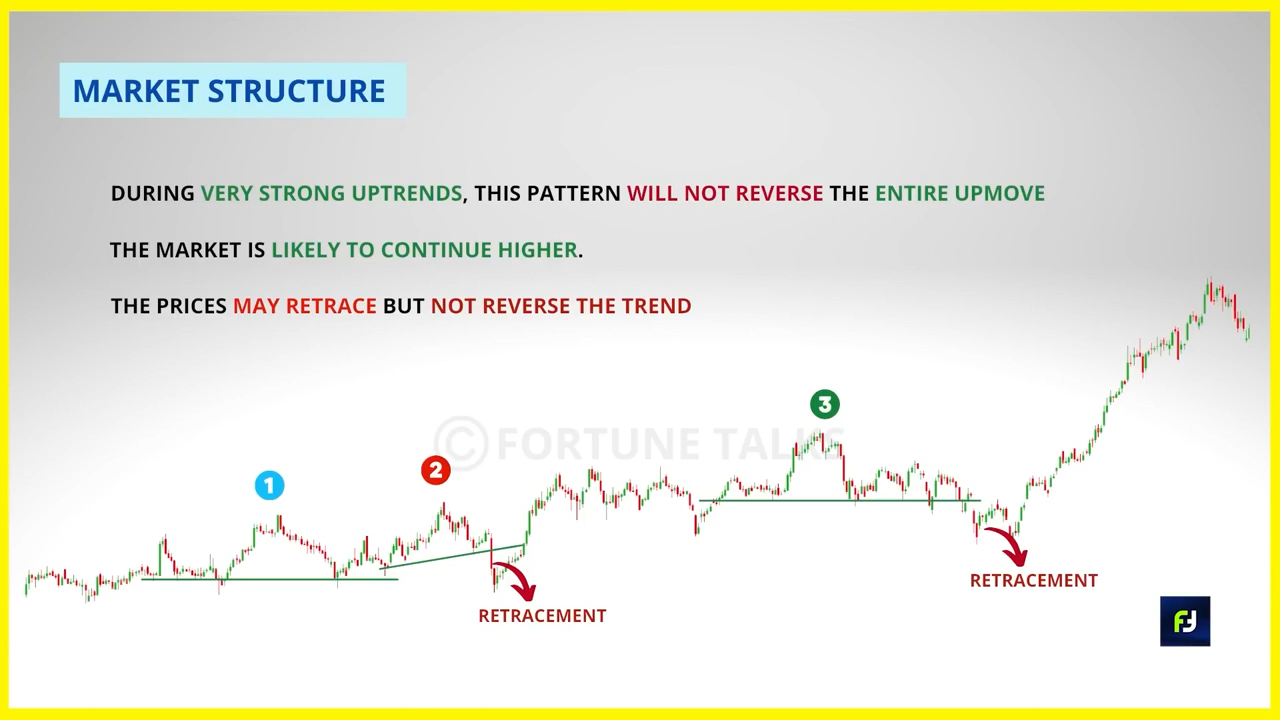 MARKET STRUCTURE
DURING VERY STRONG UPTRENDS, THIS PATTERN WILL NOT REVERSE THE ENTIRE UPMOVE
THE MARKET IS LIKELY TO CONTINUE HIGHER.
THE PRICES MAY RETRACE BUT NOT REVERSE THE TREND
3
© FORTUNE TALKS
2
1
RETRACEMENT
RETRACEMENT